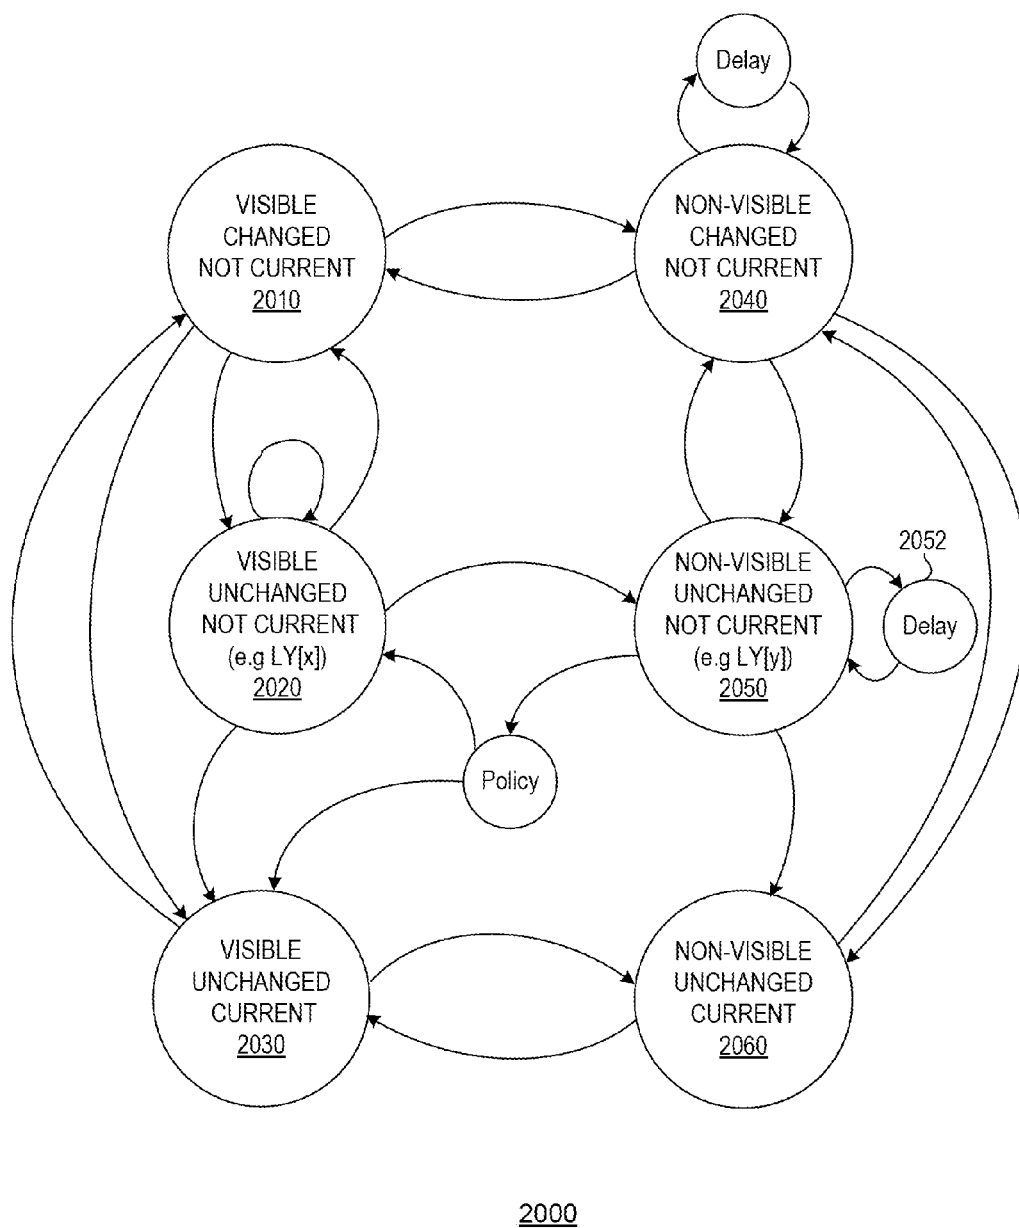 Delay
VISIBLE
CHANGED
NOT CURRENT
2010
NON-VISIBLE
CHANGED
NOT CURRENT
2040
VISIBLE
UNCHANGED
NOT CURRENT
(e.g LY[x])
2020
NON-VISIBLE
UNCHANGED
NOT CURRENT
(e.g LY[y])
2050
2052
Delay
Policy
VISIBLE
UNCHANGED
CURRENT
2030
NON-VISIBLE
UNCHANGED
CURRENT
2060
2000